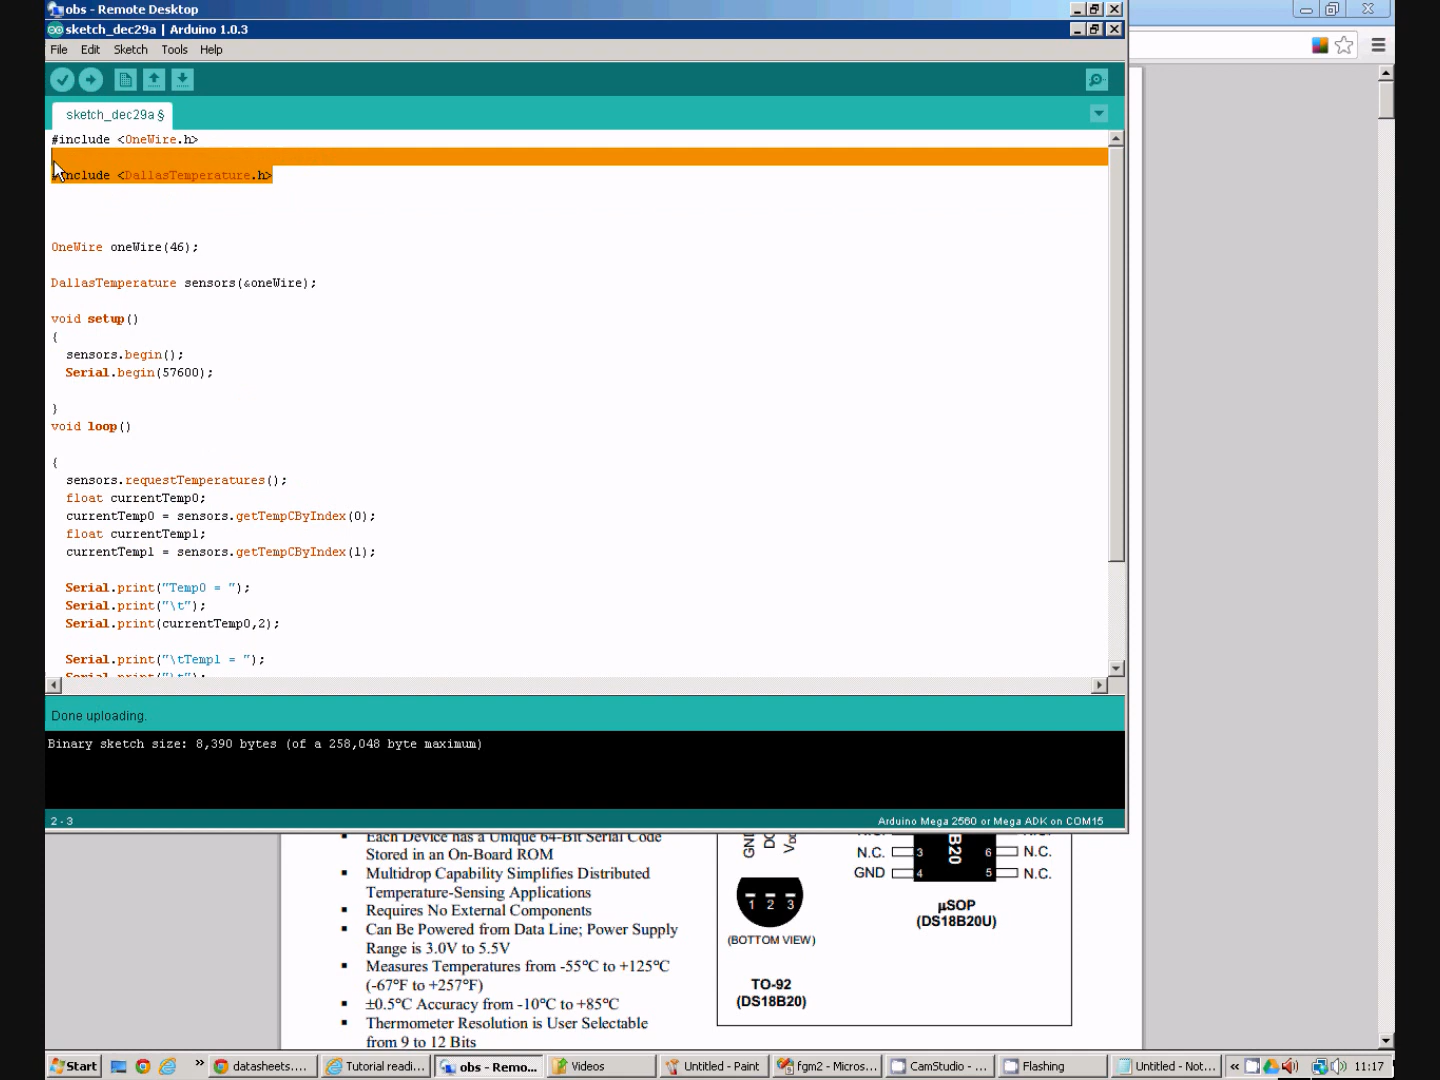 obs - Remote Desktop
sketch_dec29a | Arduino 1.0.3
File Edit Sketch Tools Help
sketch_dec29a §
#include <OneWire.h>
#include <DallasTemperature.h>
OneWire oneWire(46);
DallasTemperature sensors(&oneWire);
void setup()
{
sensors.begin();
Serial.begin(57600);
}
void loop()
{
sensors.requestTemperatures();
float currentTemp0;
currentTemp0 = sensors.getTempCByIndex(0);
float currentTemp1;
currentTemp1 = sensors.getTempCByIndex(1);
Serial.print("Temp0 = ");
Serial.print("\t");
Serial.print(currentTemp0,2);
Serial.print("\tTemp1 = ");
Serial.print("\t");
Done uploading.
Binary sketch size: 8,390 bytes (of a 258,048 byte maximum)
2 - 3 Arduino Mega 2560 or Mega ADK on COM15
▪ Each Device has a Unique 64-Bit Serial Code
Stored in an On-Board ROM
▪ Multidrop Capability Simplifies Distributed
Temperature-Sensing Applications
▪ Requires No External Components
▪ Can Be Powered from Data Line; Power Supply
Range is 3.0V to 5.5V
▪ Measures Temperatures from -55°C to +125°C
(-67°F to +257°F)
▪ ±0.5°C Accuracy from -10°C to +85°C
▪ Thermometer Resolution is User Selectable
from 9 to 12 Bits
GND
VDD
1 2 3
(BOTTOM VIEW)
TO-92
(DS18B20)
N.C. 3 6 N.C.
GND 4 5 N.C.
B20
µSOP
(DS18B20U)
Start » datasheets.... Tutorial readi... obs - Remo... Videos Untitled - Paint fgm2 - Micros... CamStudio - ... Flashing Untitled - Not... « 11:17